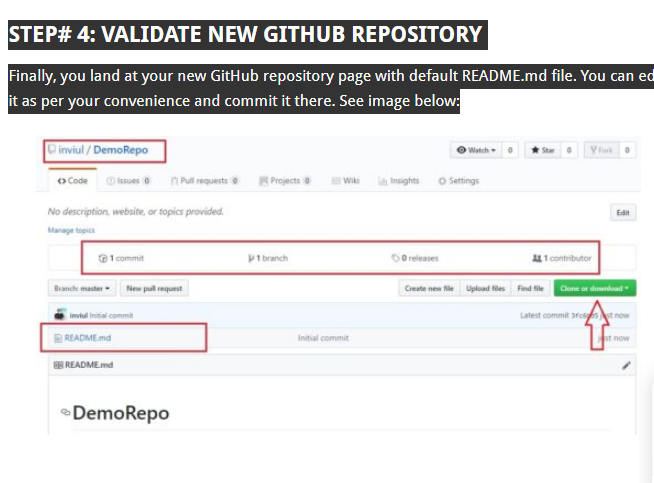 STEP# 4: VALIDATE NEW GITHUB REPOSITORY
Finally, you land at your new GitHub repository page with default README.md file. You can ed
it as per your convenience and commit it there. See image below:
inviul / DemoRepo
Watch 0 Star 0 Fork 0
Code Issues 0 Pull requests 0 Projects 0 Wiki Insights Settings
No description, website, or topics provided.
Edit
Manage topics
1 commit 1 branch 0 releases 1 contributor
Branch: master New pull request Create new file Upload files Find file Clone or download
inviul Initial commit Latest commit just now
README.md Initial commit just now
README.md
DemoRepo